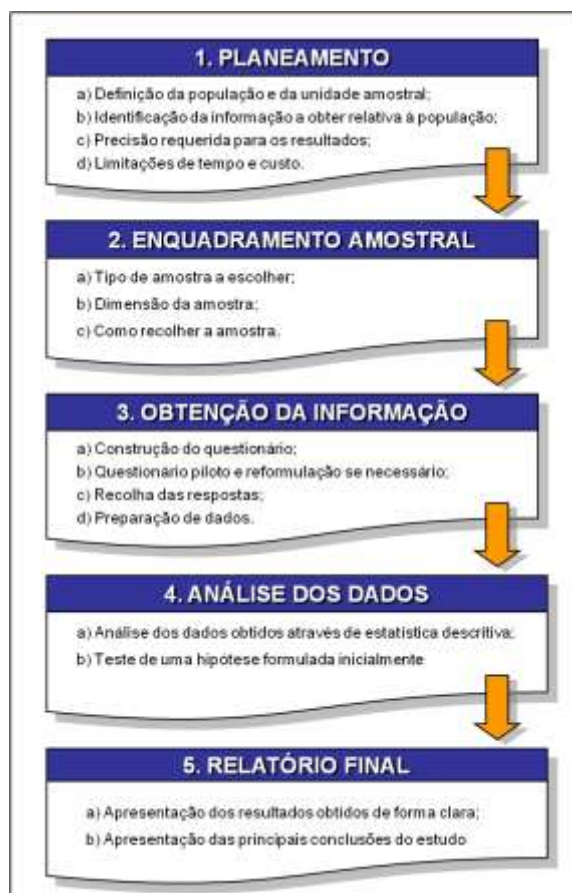 1. PLANEAMENTO
a) Definição da população e da unidade amostral;
b) Identificação da informação a obter relativa à população;
c) Precisão requerida para os resultados;
d) Limitações de tempo e custo.
2. ENQUADRAMENTO AMOSTRAL
a) Tipo de amostra a escolher;
b) Dimensão da amostra;
c) Como recolher a amostra.
3. OBTENÇÃO DA INFORMAÇÃO
a) Construção do questionário;
b) Questionário piloto e reformulação se necessário;
c) Recolha das respostas;
d) Preparação de dados.
4. ANÁLISE DOS DADOS
a) Análise dos dados obtidos através de estatística descritiva;
b) Teste de uma hipótese formulada inicialmente
5. RELATÓRIO FINAL
a) Apresentação dos resultados obtidos de forma clara;
b) Apresentação das principais conclusões do estudo